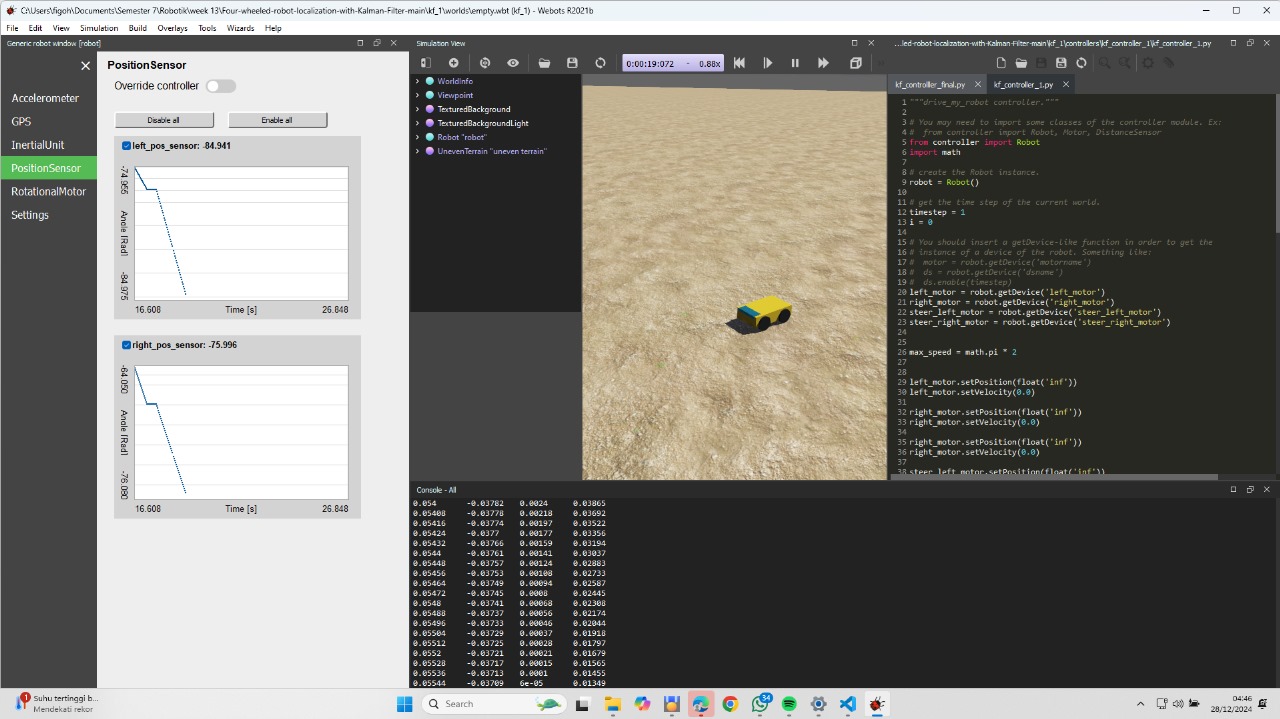 C:\Users\figoh\Documents\Semester 7\Robotik\week 13\Four-wheeled-robot-localization-with-Kalman-Filter-main\kf_1\worlds\empty.wbt (kf_1) - Webots R2021b
File Edit View Simulation Build Overlays Tools Wizards Help
Generic robot window [robot]
PositionSensor
Override controller
Accelerometer
GPS
InertialUnit
PositionSensor
RotationalMotor
Settings
Disable all
Enable all
left_pos_sensor: -84.941
-74.955
Angle [Rad]
-84.975
16.608 Time [s] 26.848
right_pos_sensor: -75.996
-64.050
Angle [Rad]
-76.080
16.608 Time [s] 26.848
Simulation View
0:00:19:072 - 0.88x
WorldInfo
Viewpoint
TexturedBackground
TexturedBackgroundLight
Robot "robot"
UnevenTerrain "uneven terrain"
...led-robot-localization-with-Kalman-Filter-main\kf_1\controllers\kf_controller_1\kf_controller_1.py
kf_controller_final.py
kf_controller_1.py
1 """drive_my_robot controller."""
2
3 # You may need to import some classes of the controller module. Ex:
4 #  from controller import Robot, Motor, DistanceSensor
5 from controller import Robot
6 import math
7
8 # create the Robot instance.
9 robot = Robot()
10
11 # get the time step of the current world.
12 timestep = 1
13 i = 0
14
15 # You should insert a getDevice-like function in order to get the
16 # instance of a device of the robot. Something like:
17 #  motor = robot.getDevice('motorname')
18 #  ds = robot.getDevice('dsname')
19 #  ds.enable(timestep)
20 left_motor = robot.getDevice('left_motor')
21 right_motor = robot.getDevice('right_motor')
22 steer_left_motor = robot.getDevice('steer_left_motor')
23 steer_right_motor = robot.getDevice('steer_right_motor')
24
25
26 max_speed = math.pi * 2
27
28
29 left_motor.setPosition(float('inf'))
30 left_motor.setVelocity(0.0)
31
32 right_motor.setPosition(float('inf'))
33 right_motor.setVelocity(0.0)
34
35 right_motor.setPosition(float('inf'))
36 right_motor.setVelocity(0.0)
37
38 steer_left_motor.setPosition(float('inf'))
Console - All
0.054 -0.03782 0.0024 0.03865
0.05408 -0.03778 0.00218 0.03692
0.05416 -0.03774 0.00197 0.03522
0.05424 -0.0377 0.00177 0.03356
0.05432 -0.03766 0.00159 0.03194
0.0544 -0.03761 0.00141 0.03037
0.05448 -0.03757 0.00124 0.02883
0.05456 -0.03753 0.00108 0.02733
0.05464 -0.03749 0.00094 0.02587
0.05472 -0.03745 0.0008 0.02445
0.0548 -0.03741 0.00068 0.02308
0.05488 -0.03737 0.00056 0.02174
0.05496 -0.03733 0.00046 0.02044
0.05504 -0.03729 0.00037 0.01918
0.05512 -0.03725 0.00028 0.01797
0.0552 -0.03721 0.00021 0.01679
0.05528 -0.03717 0.00015 0.01565
0.05536 -0.03713 0.0001 0.01455
0.05544 -0.03709 6e-05 0.01349
1
Suhu tertinggi b...
Mendekati rekor
Search
34
04:46
28/12/2024